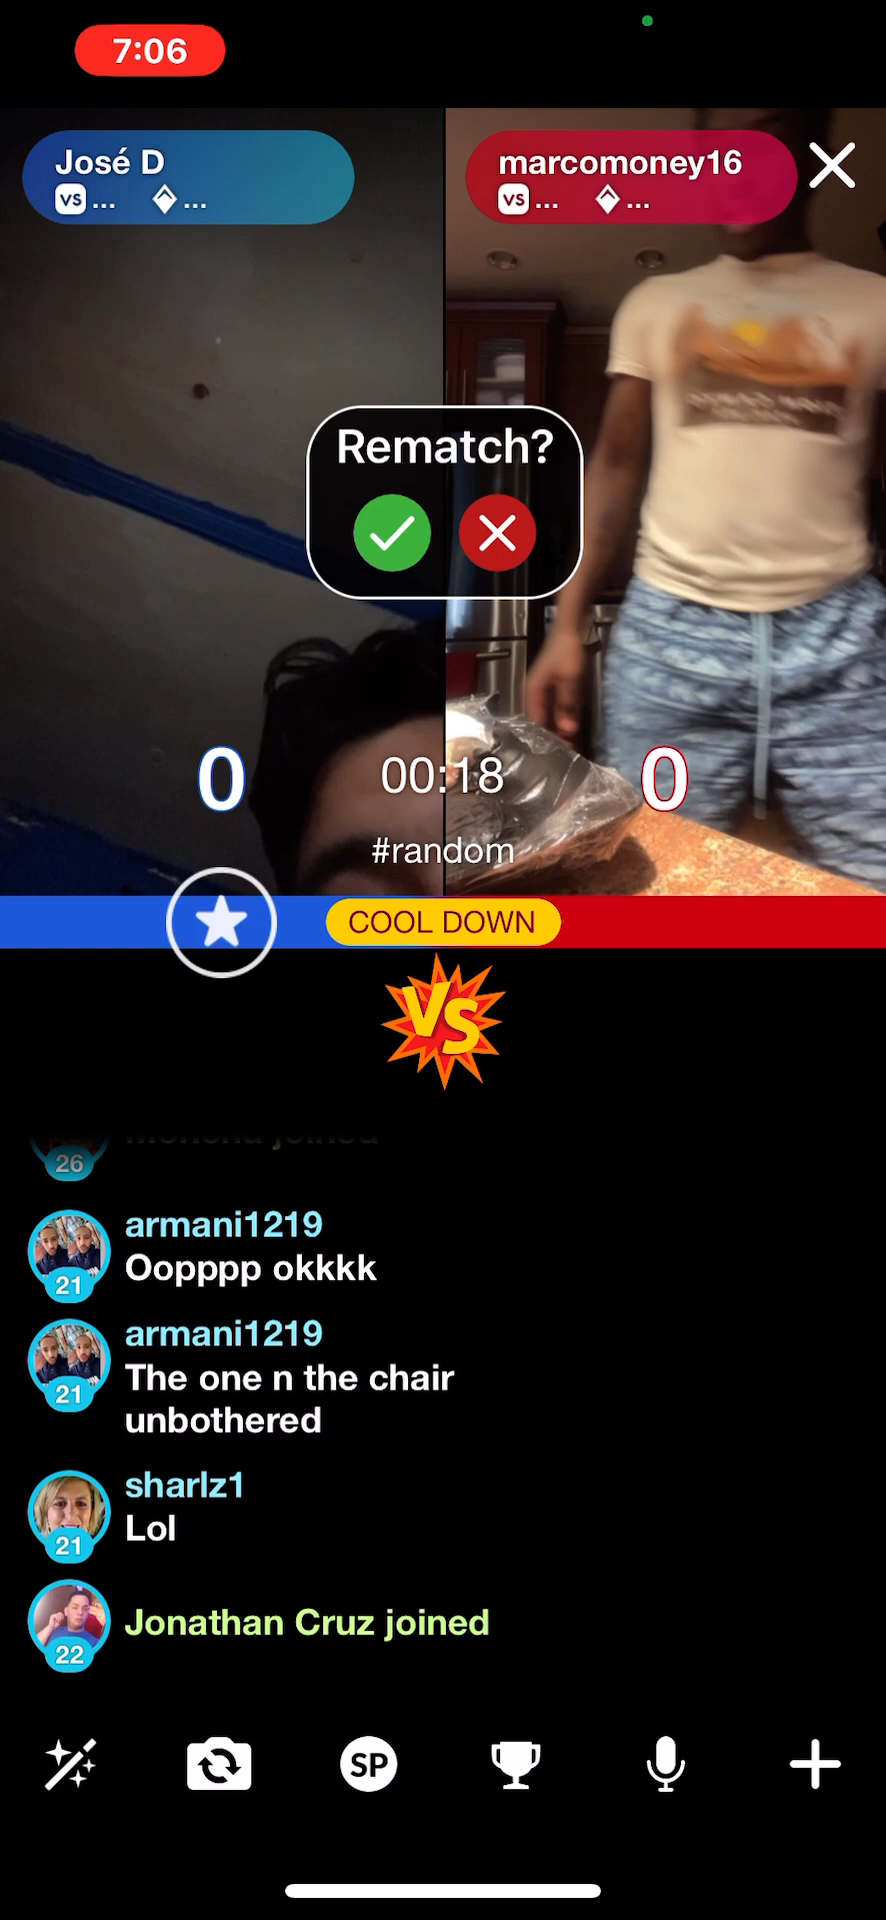 7:06
José D
vs ... ...
marcomoney16
vs ... ...
Rematch?
0
00:18
0
#random
COOL DOWN
VS
26
joined
armani1219
Oopppp okkkk
21
armani1219
The one n the chair
unbothered
21
sharlz1
Lol
21
Jonathan Cruz joined
22
SP